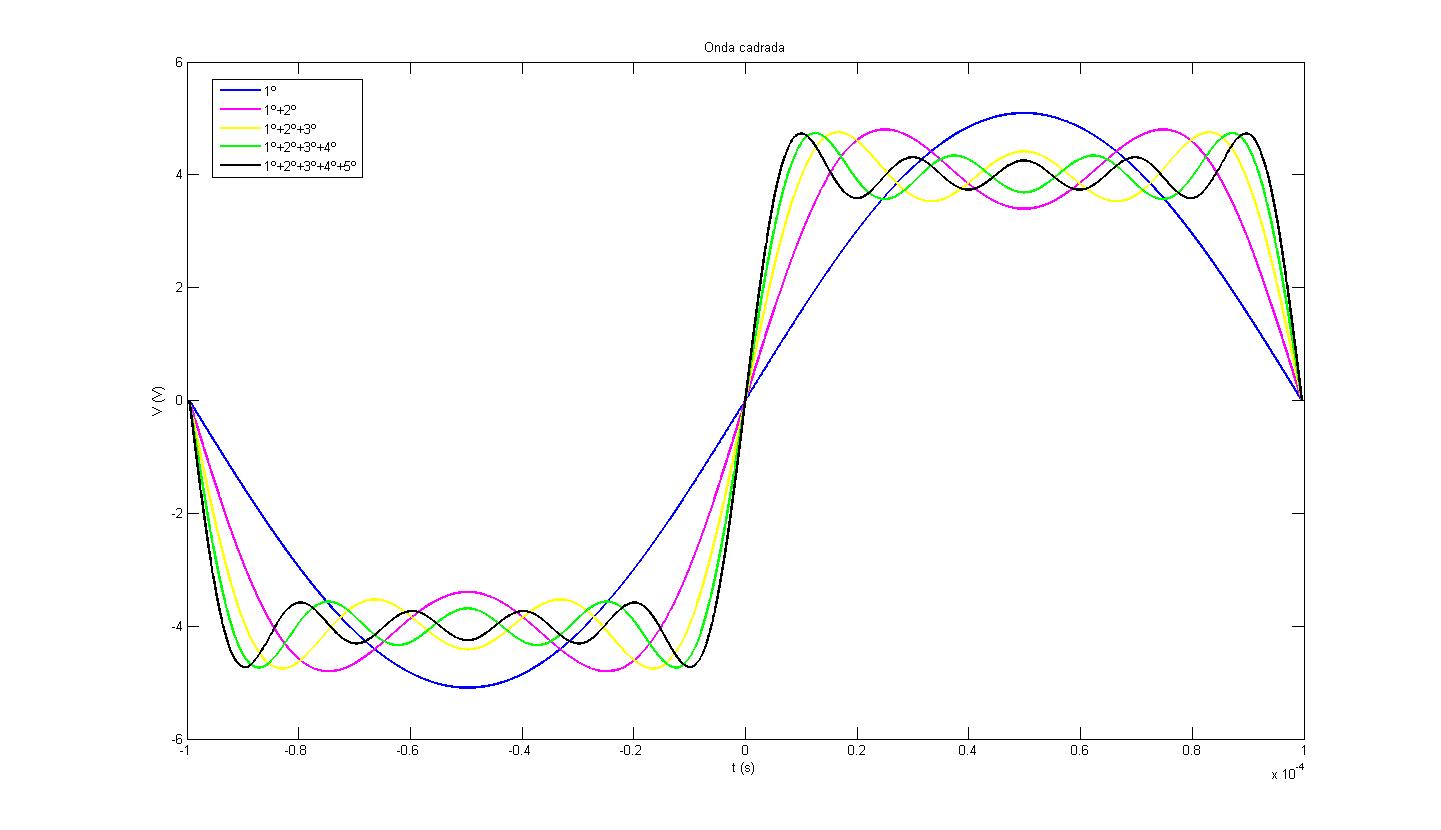 Onda cadrada
1º
1º+2º
1º+2º+3º
1º+2º+3º+4º
1º+2º+3º+4º+5º
6
4
2
0
-2
-4
-6
V (V)
-1 -0.8 -0.6 -0.4 -0.2 0 0.2 0.4 0.6 0.8 1
t (s)
x 10⁻⁴